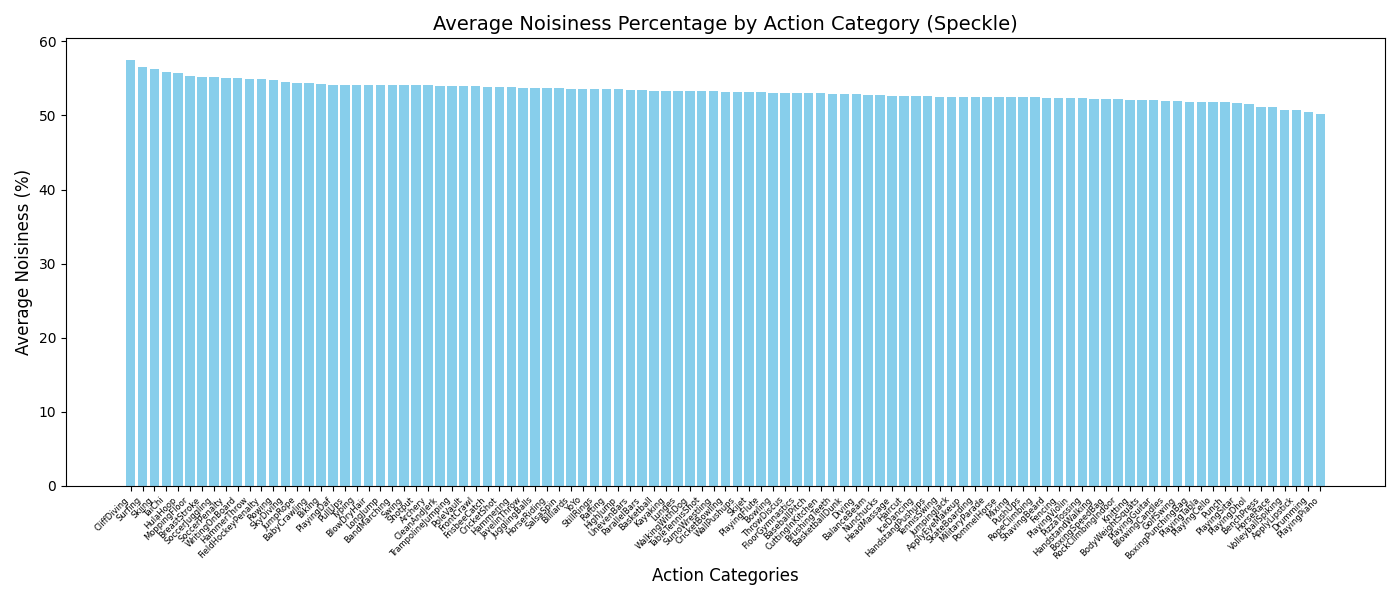 Average Noisiness Percentage by Action Category (Speckle)
Average Noisiness (%)
60
50
40
30
20
10
0
CliffDiving
Surfing
Skiing
TaiChi
HulaHoop
MoppingFloor
BreastStroke
SoccerJuggling
SoccerPenalty
WritingOnBoard
HammerThrow
FieldHockeyPenalty
Rowing
SkyDiving
JumpRope
BabyCrawling
Biking
PlayingDaf
PullUps
Typing
BlowDryHair
LongJump
BandMarching
Swing
Shotput
Archery
CleanAndJerk
TrampolineJumping
PoleVault
FrontCrawl
FrisbeeCatch
CricketShot
Hammering
JavelinThrow
JugglingBalls
HorseRiding
SalsaSpin
Billiards
YoYo
StillRings
Rafting
HighJump
UnevenBars
ParallelBars
Basketball
Kayaking
Lunges
WalkingWithDog
TableTennisShot
SumoWrestling
CricketBowling
WallPushups
Skijet
PlayingFlute
Bowling
ThrowDiscus
FloorGymnastics
BaseballPitch
CuttingInKitchen
BrushingTeeth
BasketballDunk
Diving
BalanceBeam
Nunchucks
HeadMassage
Haircut
IceDancing
HandstandPushups
TennisSwing
JumpingJack
ApplyEyeMakeup
SkateBoarding
MilitaryParade
PommelHorse
Mixing
PushUps
RopeClimbing
ShavingBeard
Fencing
PlayingViolin
PizzaTossing
HandstandWalking
BoxingSpeedBag
RockClimbingIndoor
Knitting
BodyWeightSquats
PlayingSitar
BlowingCandles
GolfSwing
BoxingPunchingBag
PlayingTabla
PlayingCello
Punch
PlayingGuitar
PlayingDhol
BenchPress
HorseRace
VolleyballSpiking
ApplyLipstick
Drumming
PlayingPiano
Action Categories